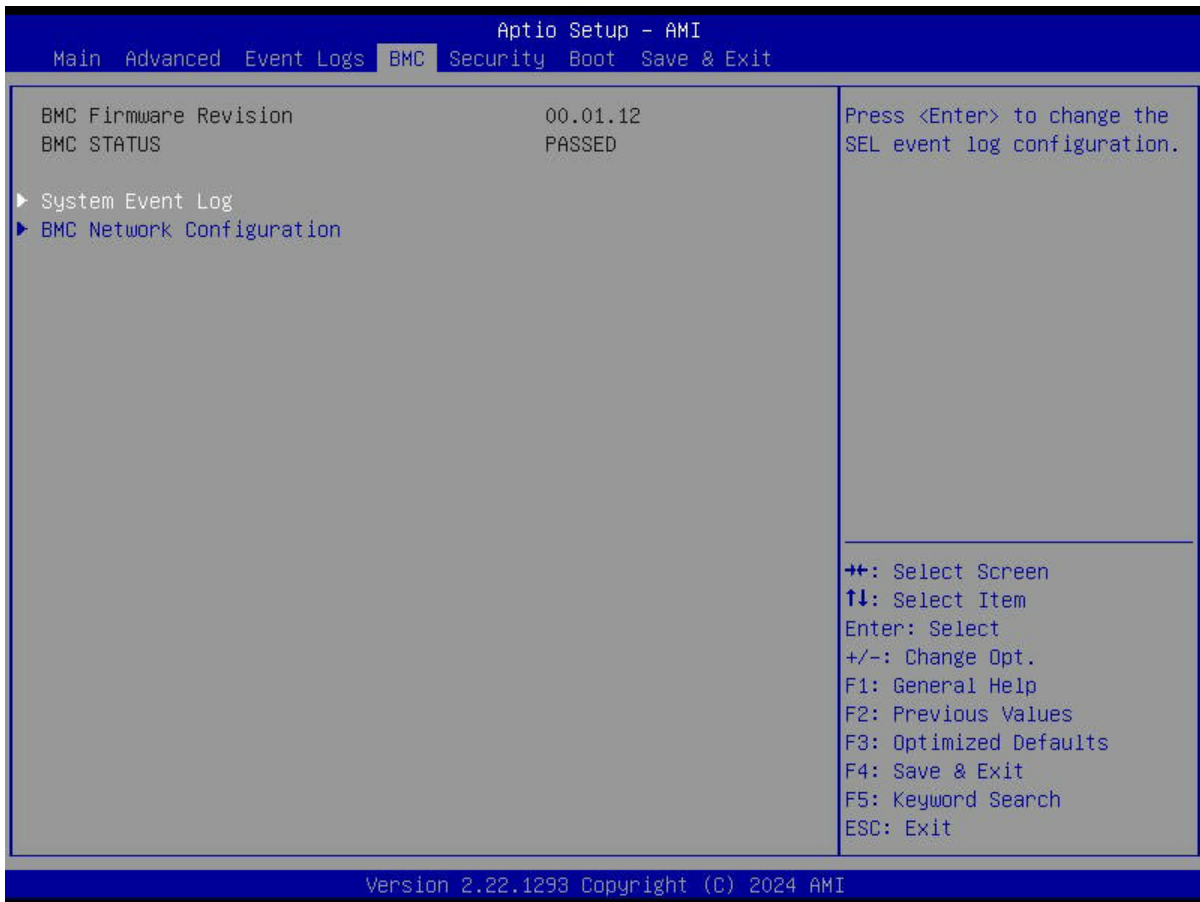 Aptio Setup - AMI
Main Advanced Event Logs BMC Security Boot Save & Exit
BMC Firmware Revision 00.01.12
BMC STATUS PASSED
System Event Log
BMC Network Configuration
Press <Enter> to change the
SEL event log configuration.
→←: Select Screen
↑↓: Select Item
Enter: Select
+/-: Change Opt.
F1: General Help
F2: Previous Values
F3: Optimized Defaults
F4: Save & Exit
F5: Keyword Search
ESC: Exit
Version 2.22.1293 Copyright (C) 2024 AMI